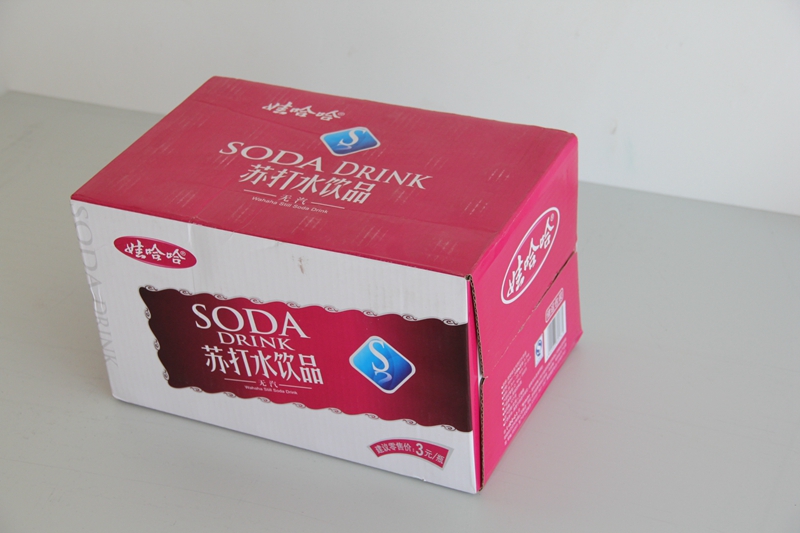 娃哈哈®
SODA DRINK
苏打水饮品
无汽
Wahaha Still Soda Drink
SODA DRINK
娃哈哈®
SODA
DRINK
苏打水饮品
无汽
Wahaha Still Soda Drink
建议零售价:3元/瓶
娃哈哈®